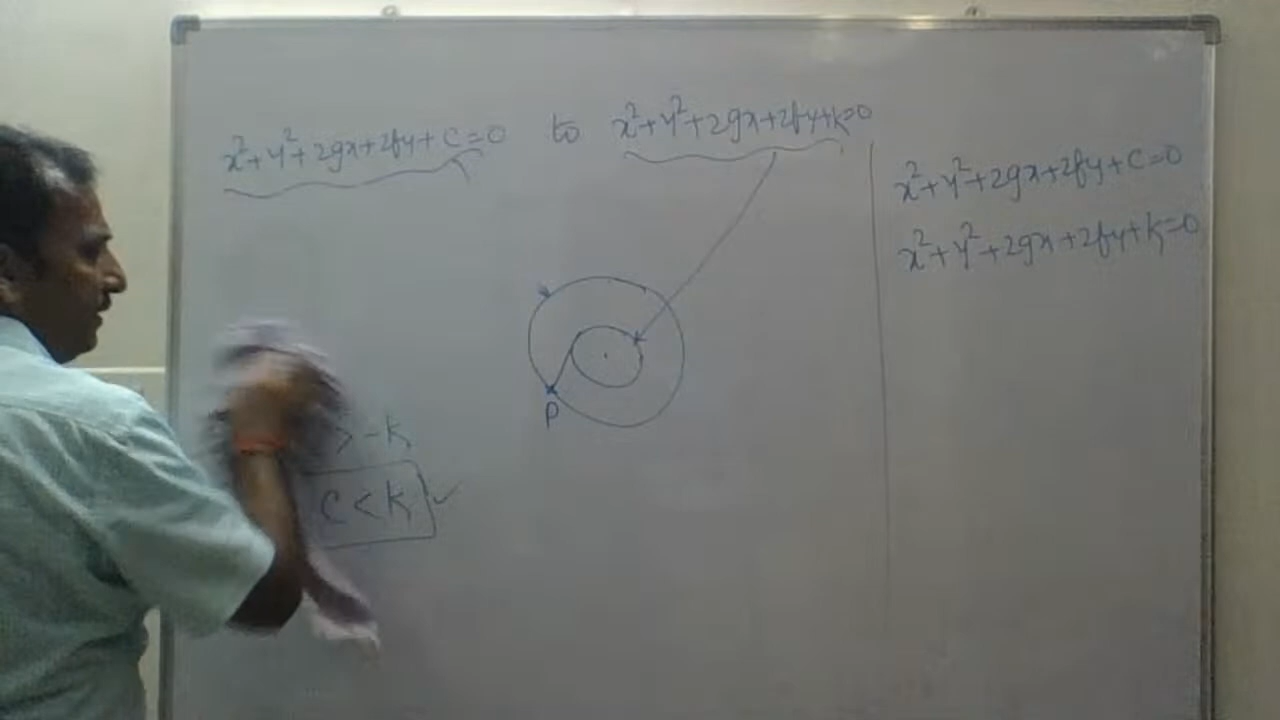 x²+y²+2gx+2fy+c=0 to x²+y²+2gx+2fy+k=0
x²+y²+2gx+2fy+c=0
x²+y²+2gx+2fy+k=0
P
>-k
c<k